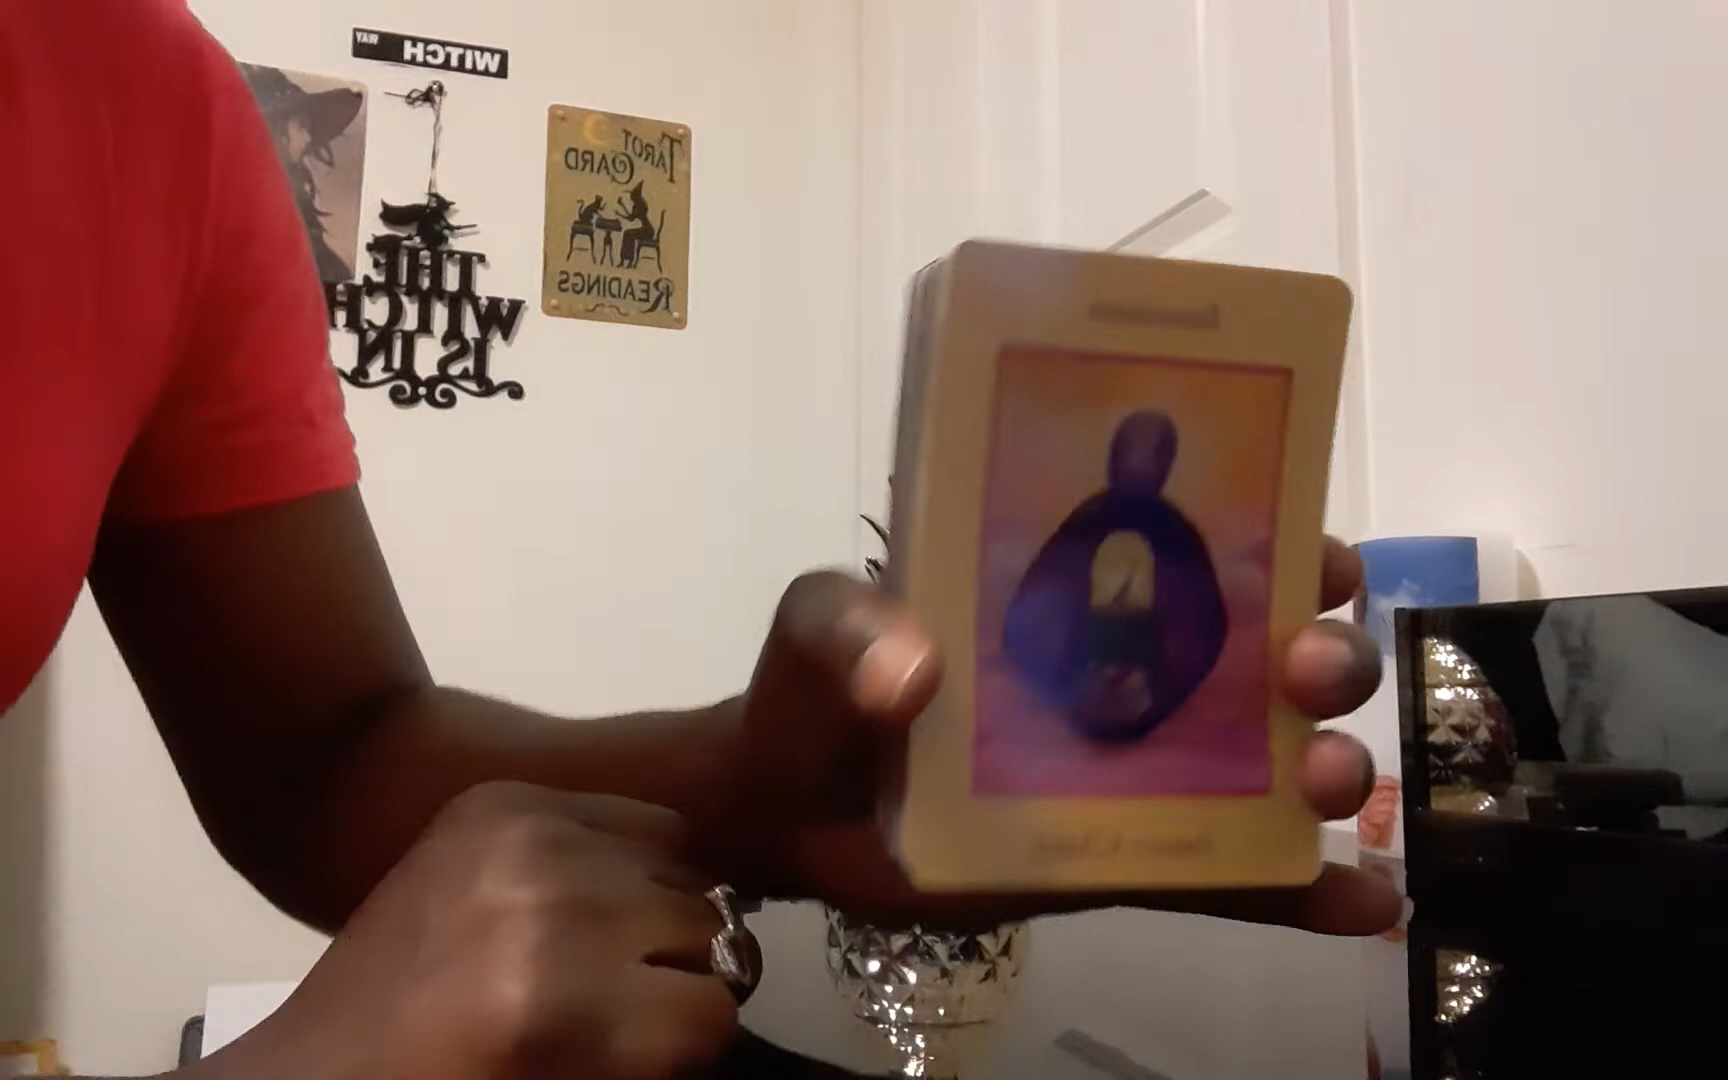 WITCH WAY
THE
WITCH
IS IN
TAROT
CARD
READINGS